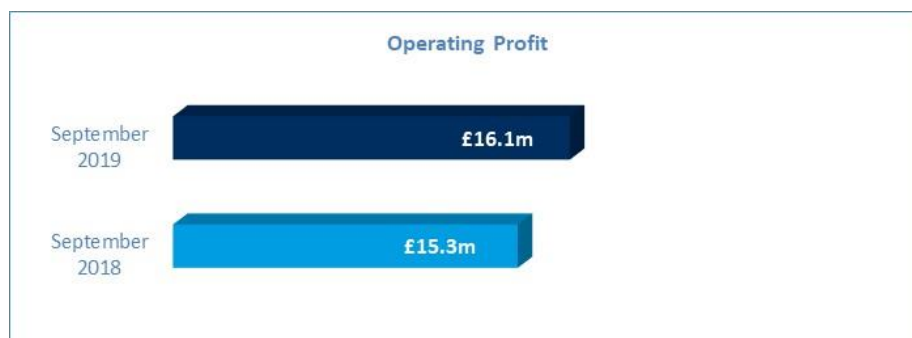 Operating Profit
September
2019
£16.1m
September
2018
£15.3m